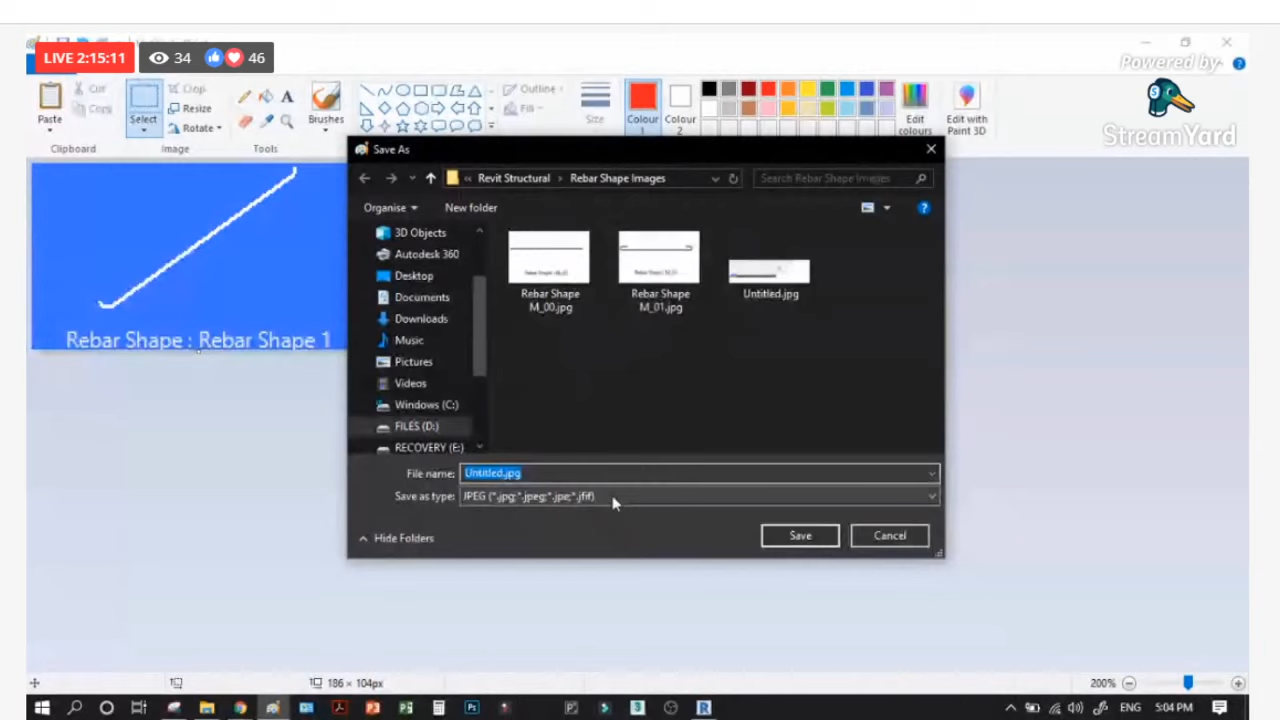 LIVE 2:15:11
34
46
Powered by
StreamYard
Paste
Cut
Copy
Clipboard
Select
Crop
Resize
Rotate
Image
A
Tools
Brushes
Outline
Fill
Size
Colour 1
Colour 2
Edit colours
Edit with Paint 3D
Save As
« Revit Structural › Rebar Shape Images
Search Rebar Shape Images
Organise
New folder
3D Objects
Autodesk 360
Desktop
Documents
Downloads
Music
Pictures
Videos
Windows (C:)
FILES (D:)
RECOVERY (E:)
Rebar Shape M_00.jpg
Rebar Shape M_01.jpg
Untitled.jpg
File name: Untitled.jpg
Save as type: JPEG (*.jpg;*.jpeg;*.jpe;*.jfif)
Hide Folders
Save
Cancel
Rebar Shape : Rebar Shape 1
186 × 104px
200%
ENG
5:04 PM